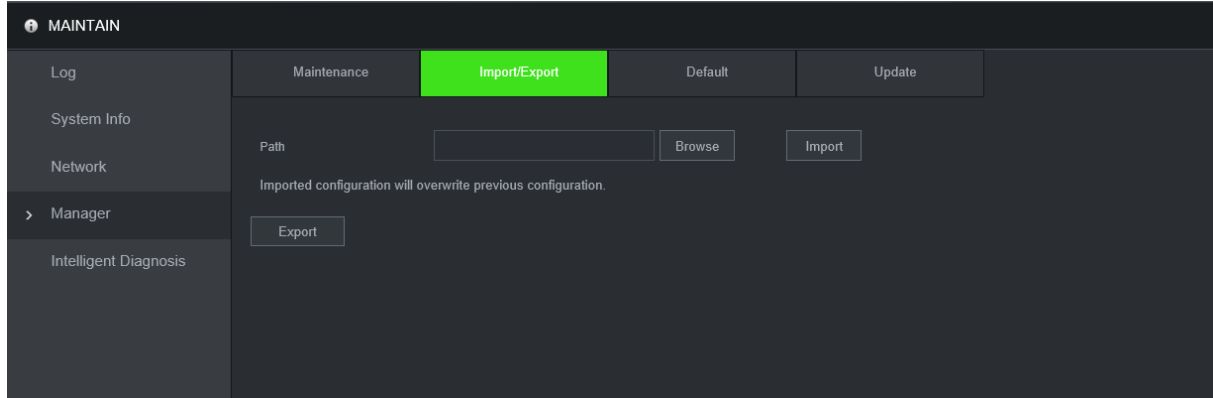 MAINTAIN
Log
System Info
Network
Manager
Intelligent Diagnosis
Maintenance Import/Export Default Update
Path Browse Import
Imported configuration will overwrite previous configuration.
Export